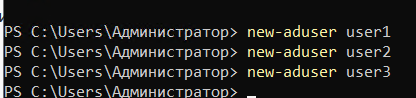 PS C:\Users\Администратор> new-aduser user1
PS C:\Users\Администратор> new-aduser user2
PS C:\Users\Администратор> new-aduser user3
PS C:\Users\Администратор> _